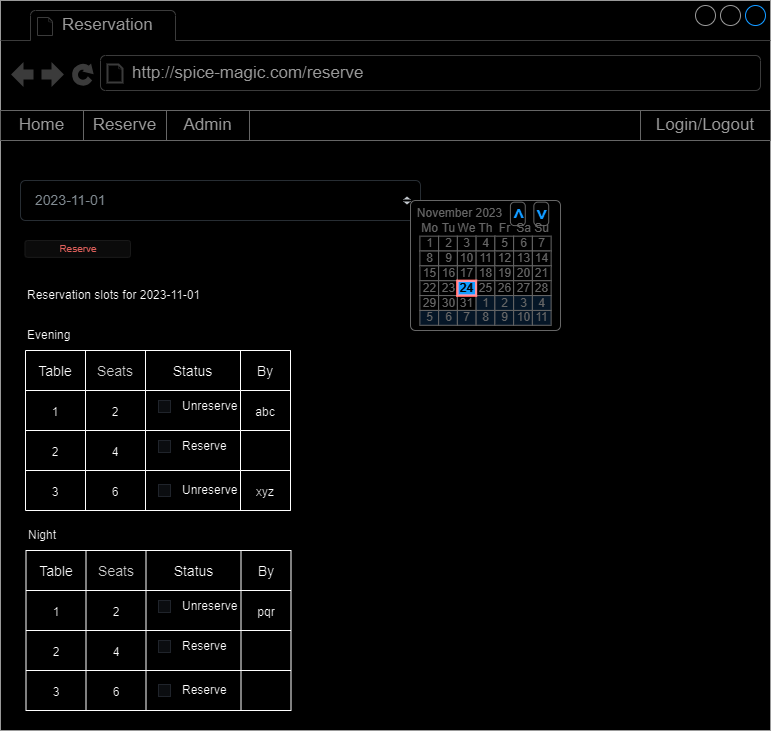 Reservation
http://spice-magic.com/reserve
Home Reserve Admin Login/Logout
2023-11-01
November 2023 ˄ ˅
Mo Tu We Th Fr Sa Su
1 2 3 4 5 6 7
8 9 10 11 12 13 14
15 16 17 18 19 20 21
22 23 24 25 26 27 28
29 30 31 1 2 3 4
5 6 7 8 9 10 11
Reserve
Reservation slots for 2023-11-01
Evening
Table Seats Status By
1 2 Unreserve abc
2 4 Reserve
3 6 Unreserve xyz
Night
Table Seats Status By
1 2 Unreserve pqr
2 4 Reserve
3 6 Reserve